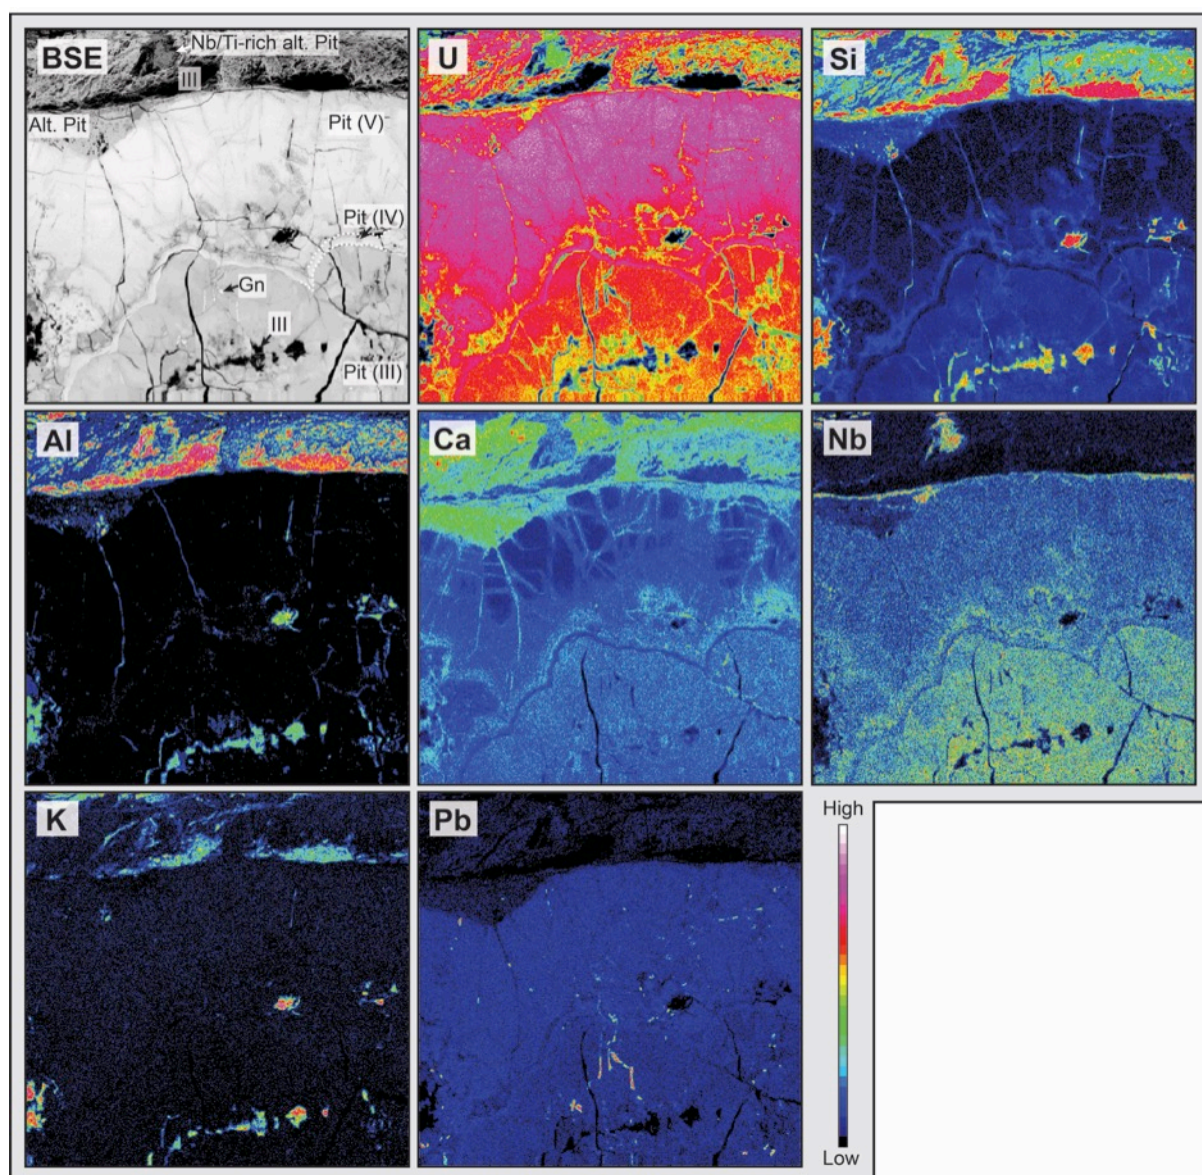 BSE
Nb/Ti-rich alt. Pit
III
Alt. Pit
Pit (V)
Pit (IV)
Gn
III
Pit (III)
U
Si
Al
Ca
Nb
K
Pb
High
Low